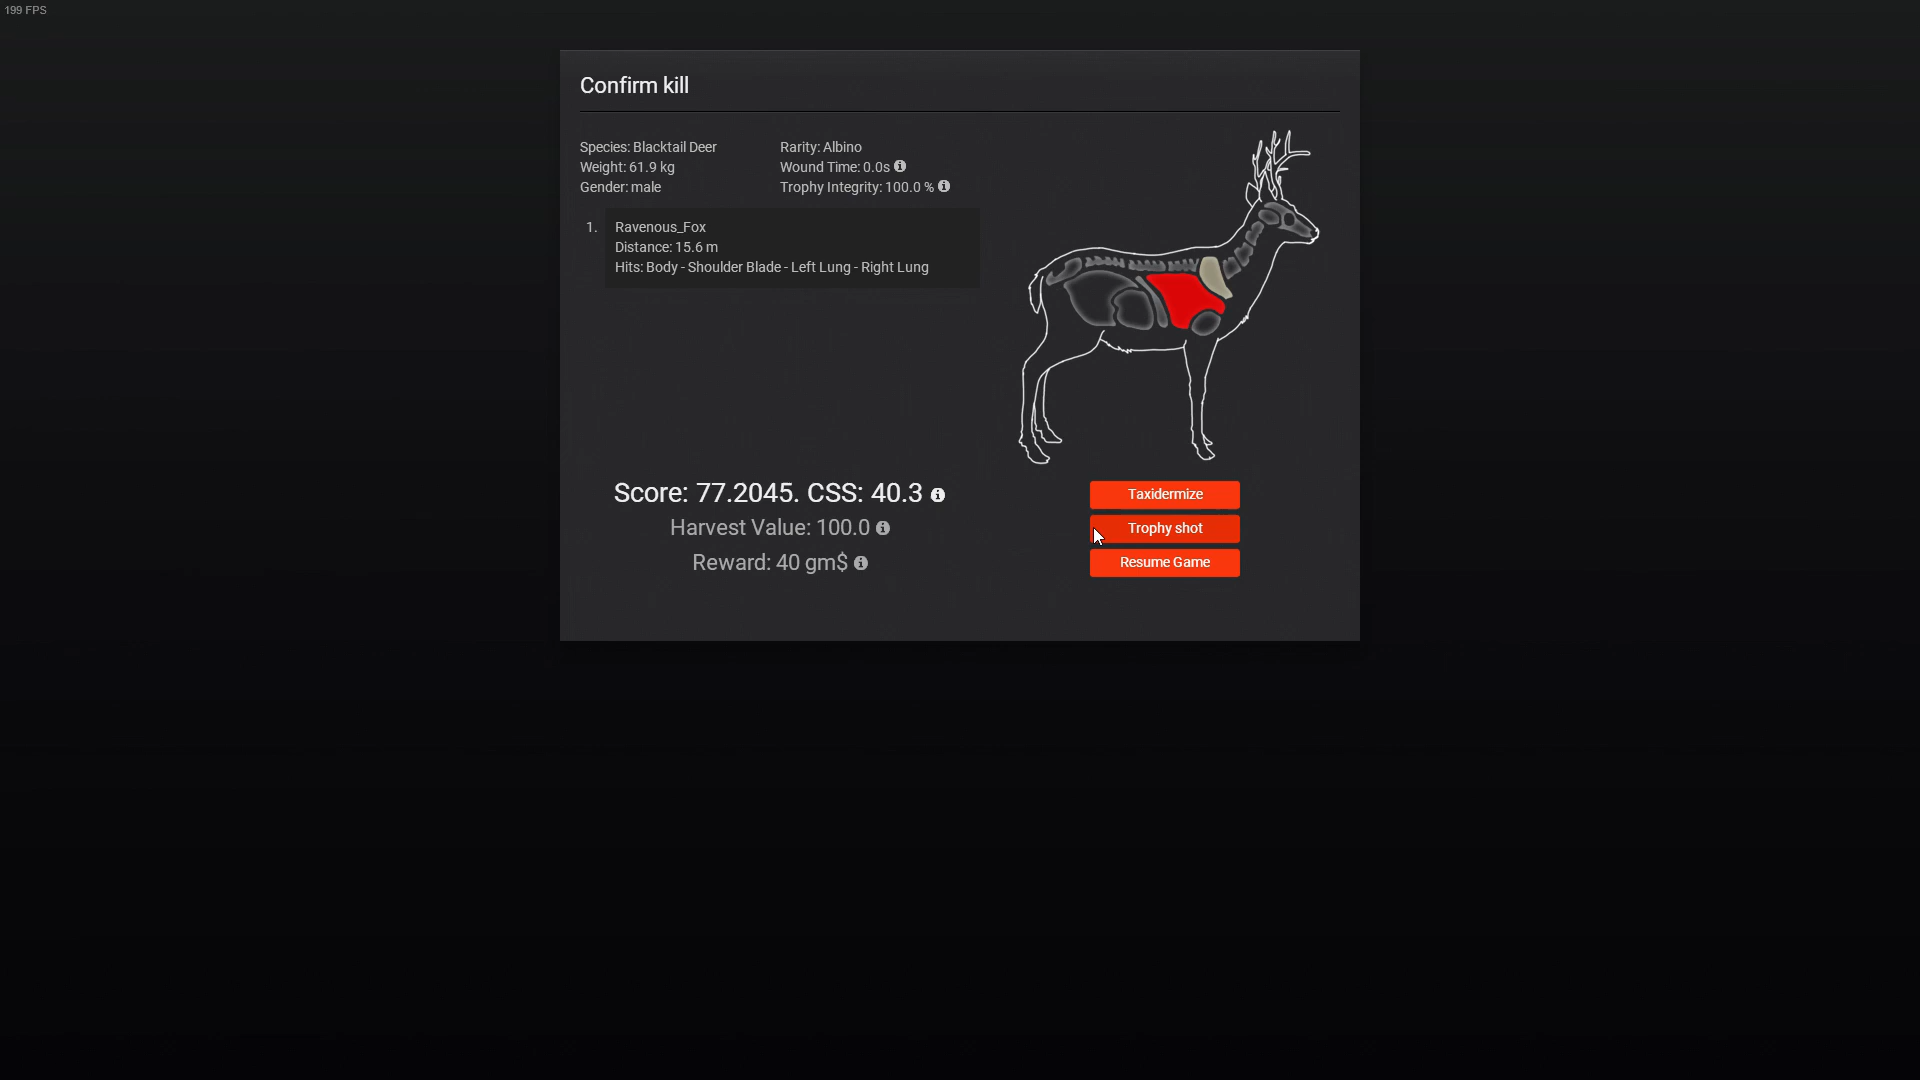 199 FPS
Confirm kill
Species: Blacktail Deer
Weight: 61.9 kg
Gender: male
Rarity: Albino
Wound Time: 0.0s
Trophy Integrity: 100.0 %
1. Ravenous_Fox
Distance: 15.6 m
Hits: Body - Shoulder Blade - Left Lung - Right Lung
Score: 77.2045. CSS: 40.3
Harvest Value: 100.0
Reward: 40 gm$
Taxidermize
Trophy shot
Resume Game